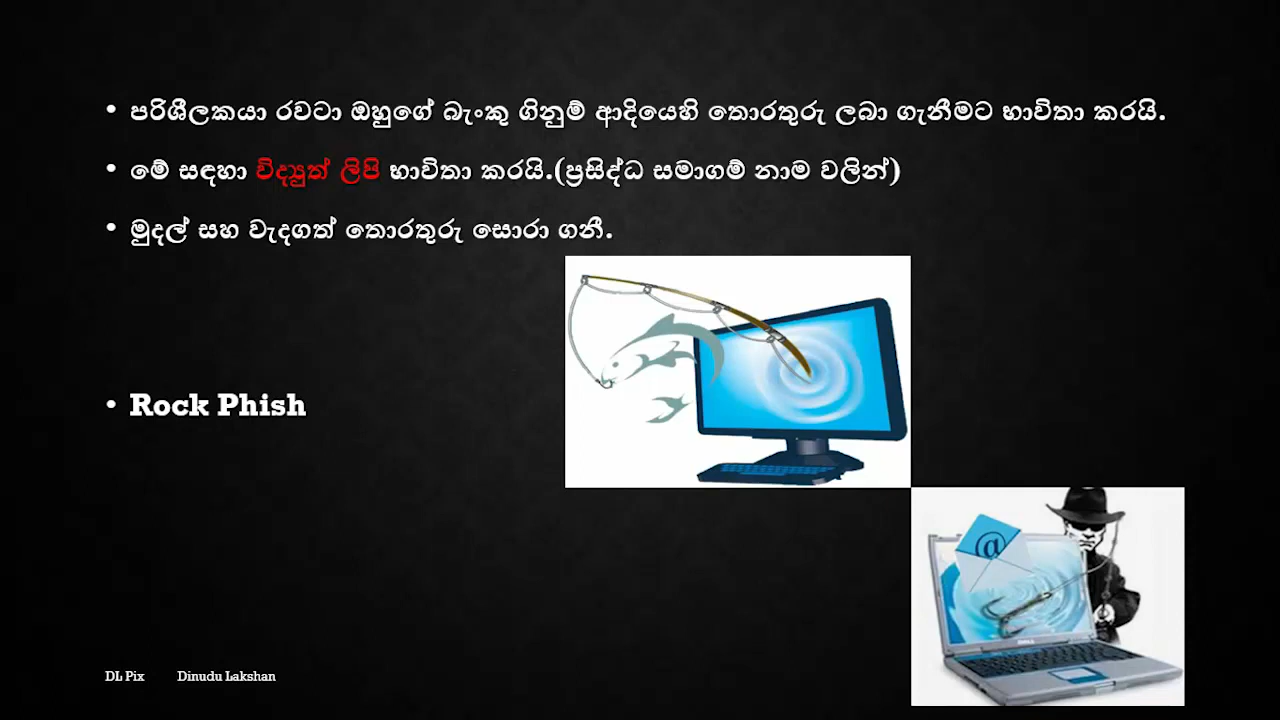 • පරිශීලකයා රවටා ඔහුගේ බැංකු ගිනුම් ආදියෙහි තොරතුරු ලබා ගැනීමට භාවිතා කරයි.
• මේ සඳහා විද්‍යුත් ලිපි භාවිතා කරයි.(ප්‍රසිද්ධ සමාගම් නාම වලින්)
• මුදල් සහ වැදගත් තොරතුරු සොරා ගනී.
• Rock Phish
@
DELL
DL Pix Dinudu Lakshan